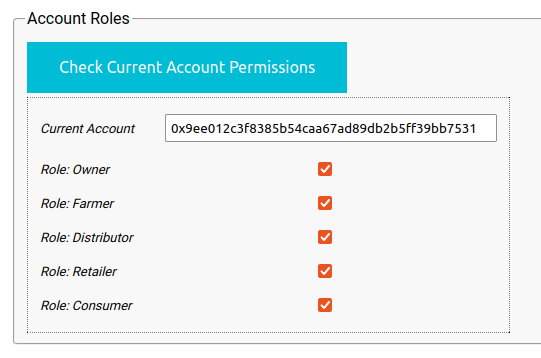 Account Roles
Check Current Account Permissions
Current Account 0x9ee012c3f8385b54caa67ad89db2b5ff39bb7531
Role: Owner
Role: Farmer
Role: Distributor
Role: Retailer
Role: Consumer